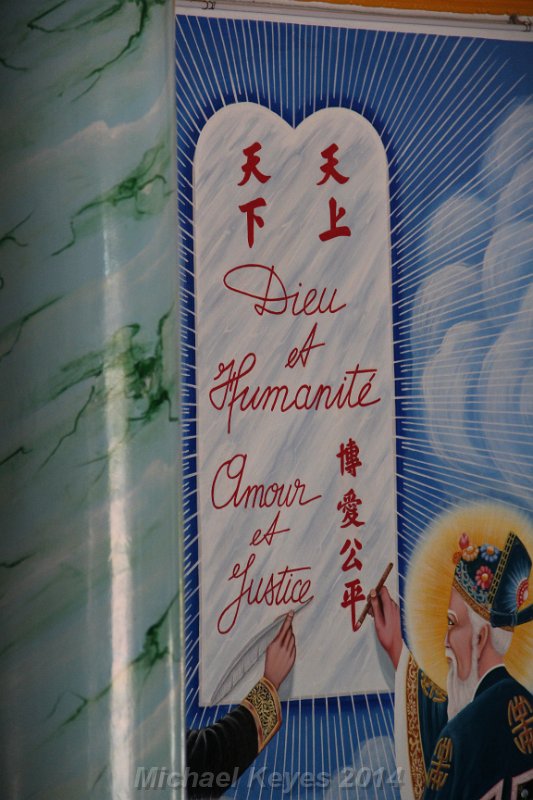 天上
天下
Dieu
et
Humanité
博愛公平
Amour
et
Justice
Michael Keyes 2014